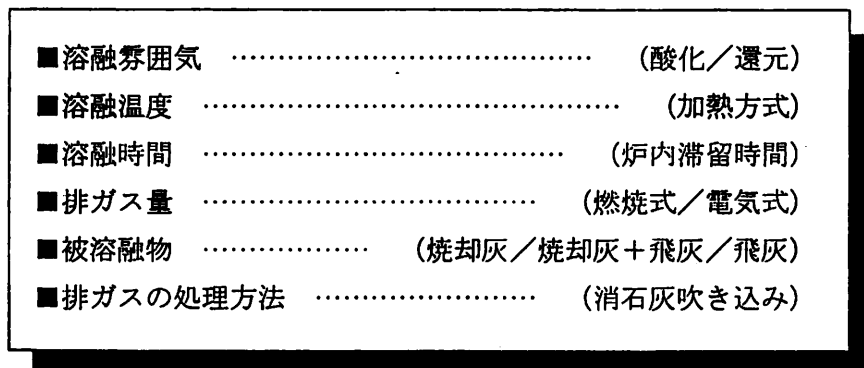 ■溶融雰囲気 ………………………………… (酸化／還元)
■溶融温度 …………………………………… (加熱方式)
■溶融時間 ……………………………… (炉内滞留時間)
■排ガス量 …………………………… (燃焼式／電気式)
■被溶融物 ……………… (焼却灰／焼却灰＋飛灰／飛灰)
■排ガスの処理方法 …………………… (消石灰吹き込み)